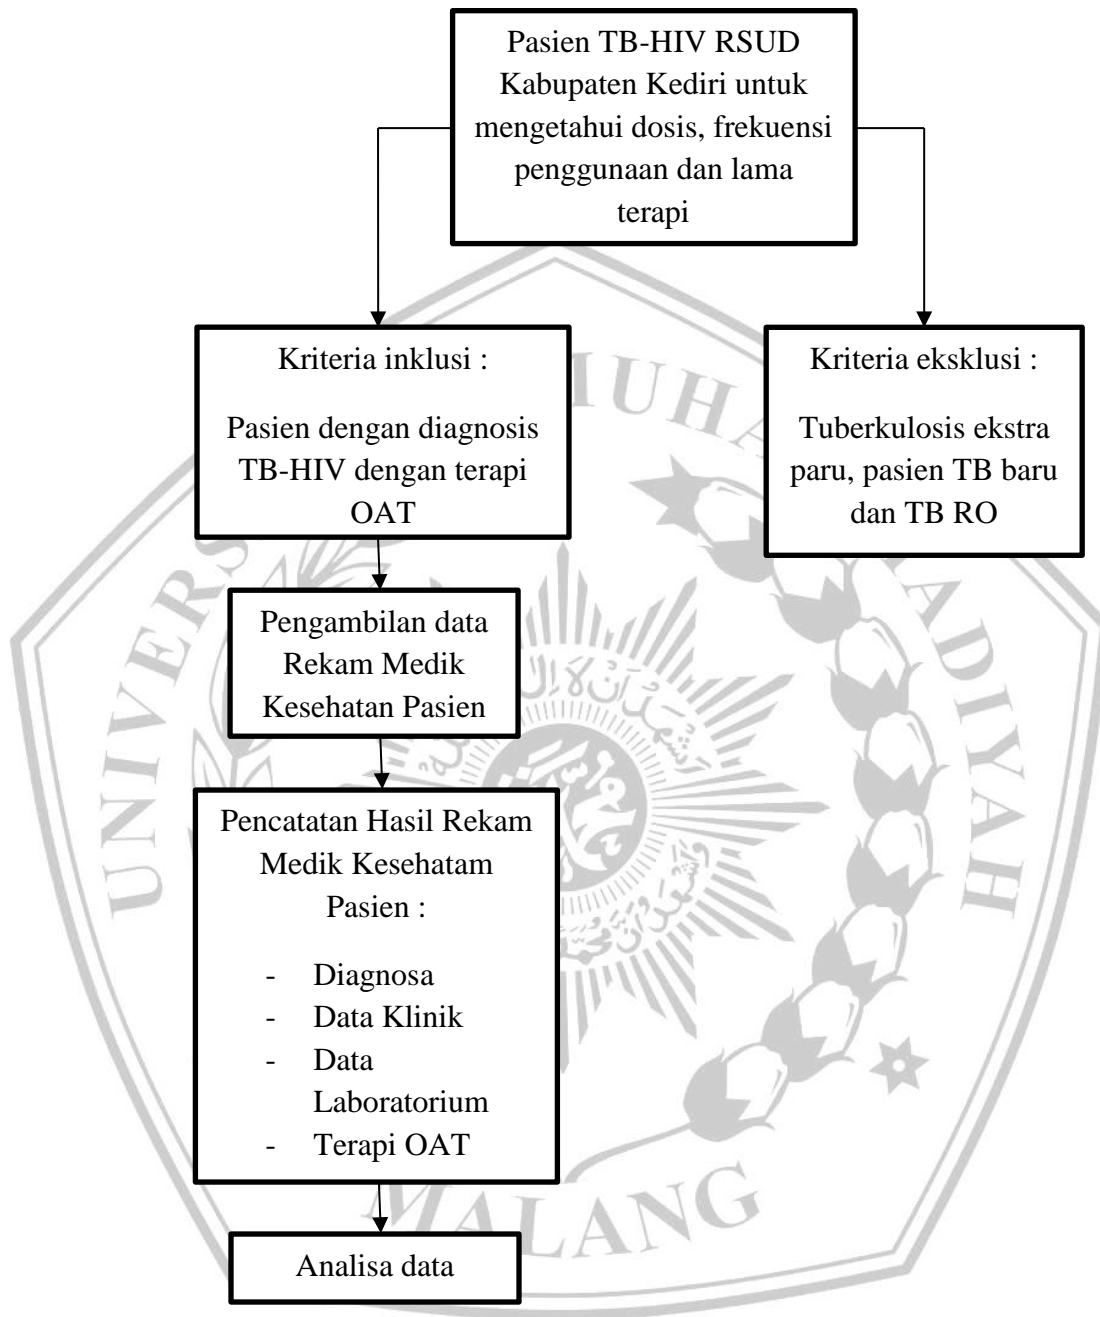 Pasien TB-HIV RSUD
Kabupaten Kediri untuk
mengetahui dosis, frekuensi
penggunaan dan lama
terapi
Kriteria inklusi :
Pasien dengan diagnosis
TB-HIV dengan terapi
OAT
Kriteria eksklusi :
Tuberkulosis ekstra
paru, pasien TB baru
dan TB RO
Pengambilan data
Rekam Medik
Kesehatan Pasien
Pencatatan Hasil Rekam
Medik Kesehatam
Pasien :
- Diagnosa
- Data Klinik
- Data
Laboratorium
- Terapi OAT
Analisa data
MALANG